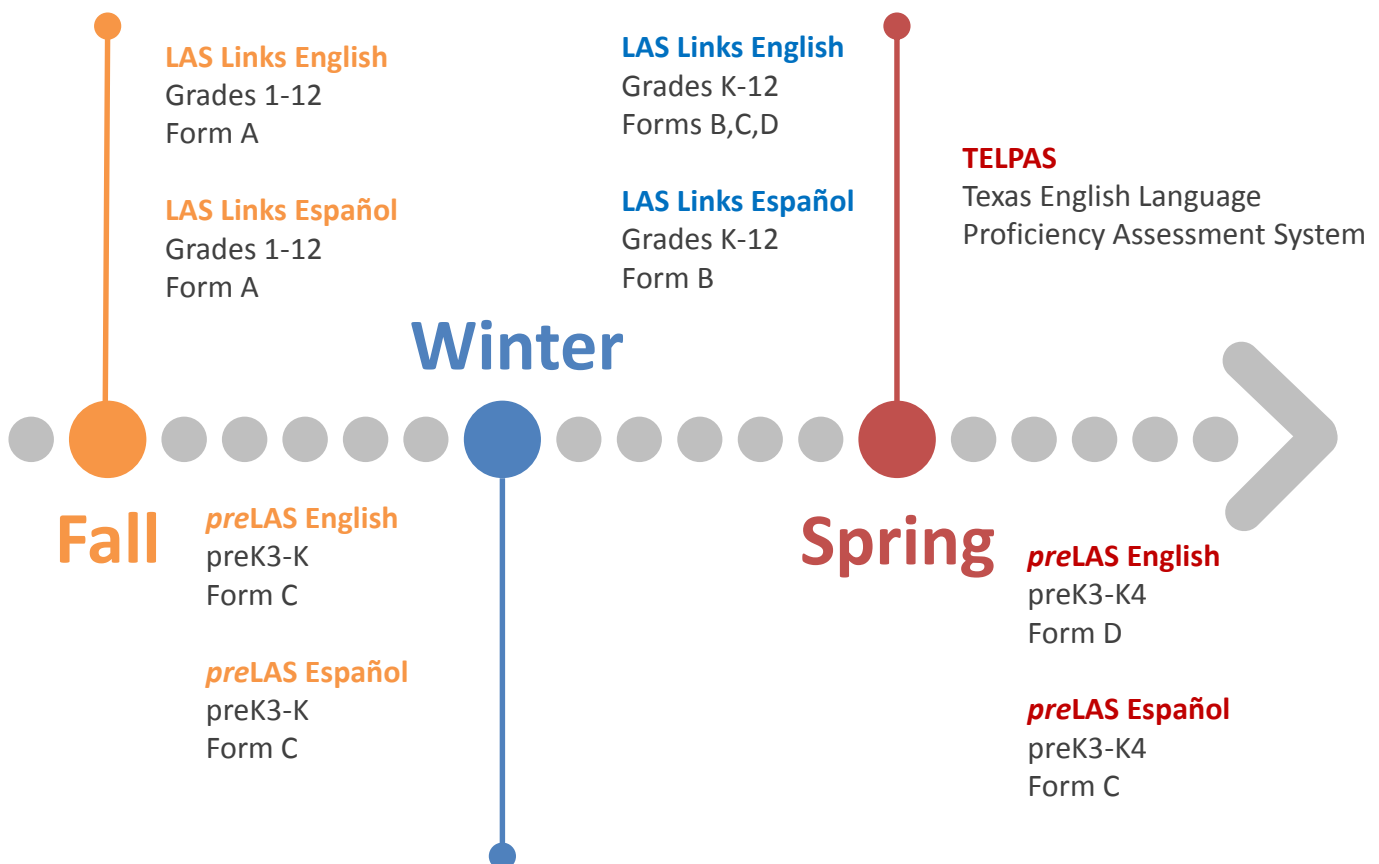 LAS Links English
Grades 1-12
Form A
LAS Links Español
Grades 1-12
Form A
LAS Links English
Grades K-12
Forms B,C,D
LAS Links Español
Grades K-12
Form B
TELPAS
Texas English Language
Proficiency Assessment System
Winter
Fall
preLAS English
preK3-K
Form C
preLAS Español
preK3-K
Form C
Spring
preLAS English
preK3-K4
Form D
preLAS Español
preK3-K4
Form C